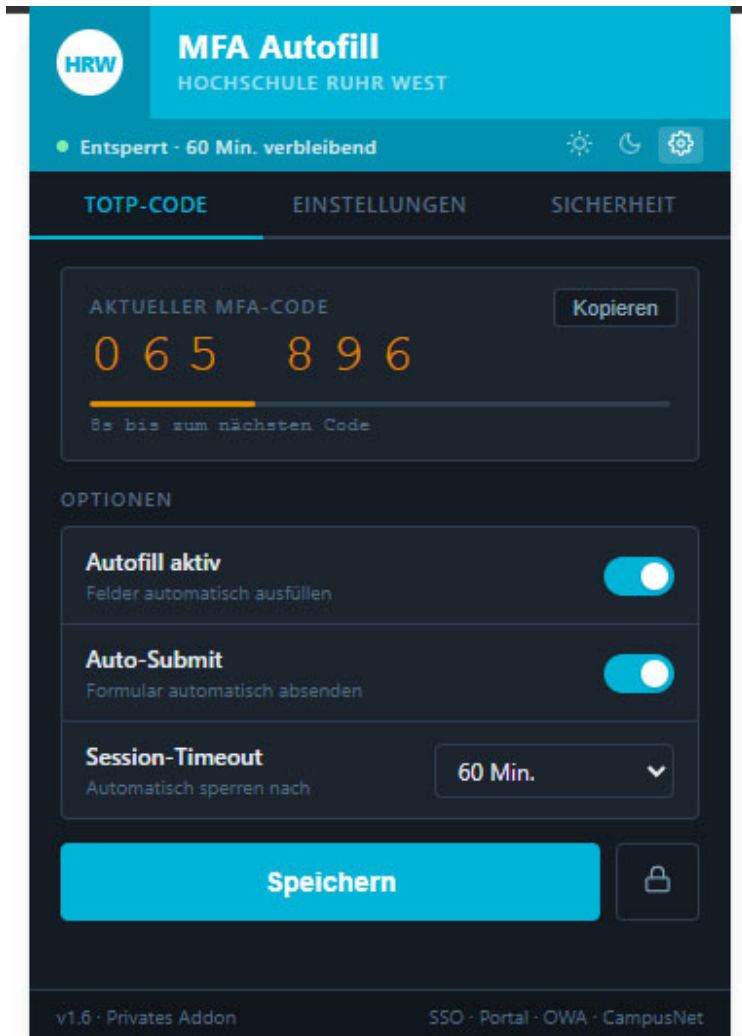 HRW
MFA Autofill
HOCHSCHULE RUHR WEST
Entsperrt · 60 Min. verbleibend
TOTP-CODE EINSTELLUNGEN SICHERHEIT
AKTUELLER MFA-CODE Kopieren
065 896
8s bis zum nächsten Code
OPTIONEN
Autofill aktiv
Felder automatisch ausfüllen
Auto-Submit
Formular automatisch absenden
Session-Timeout 60 Min.
Automatisch sperren nach
Speichern
v1.6 · Privates Addon SSO · Portal · OWA · CampusNet